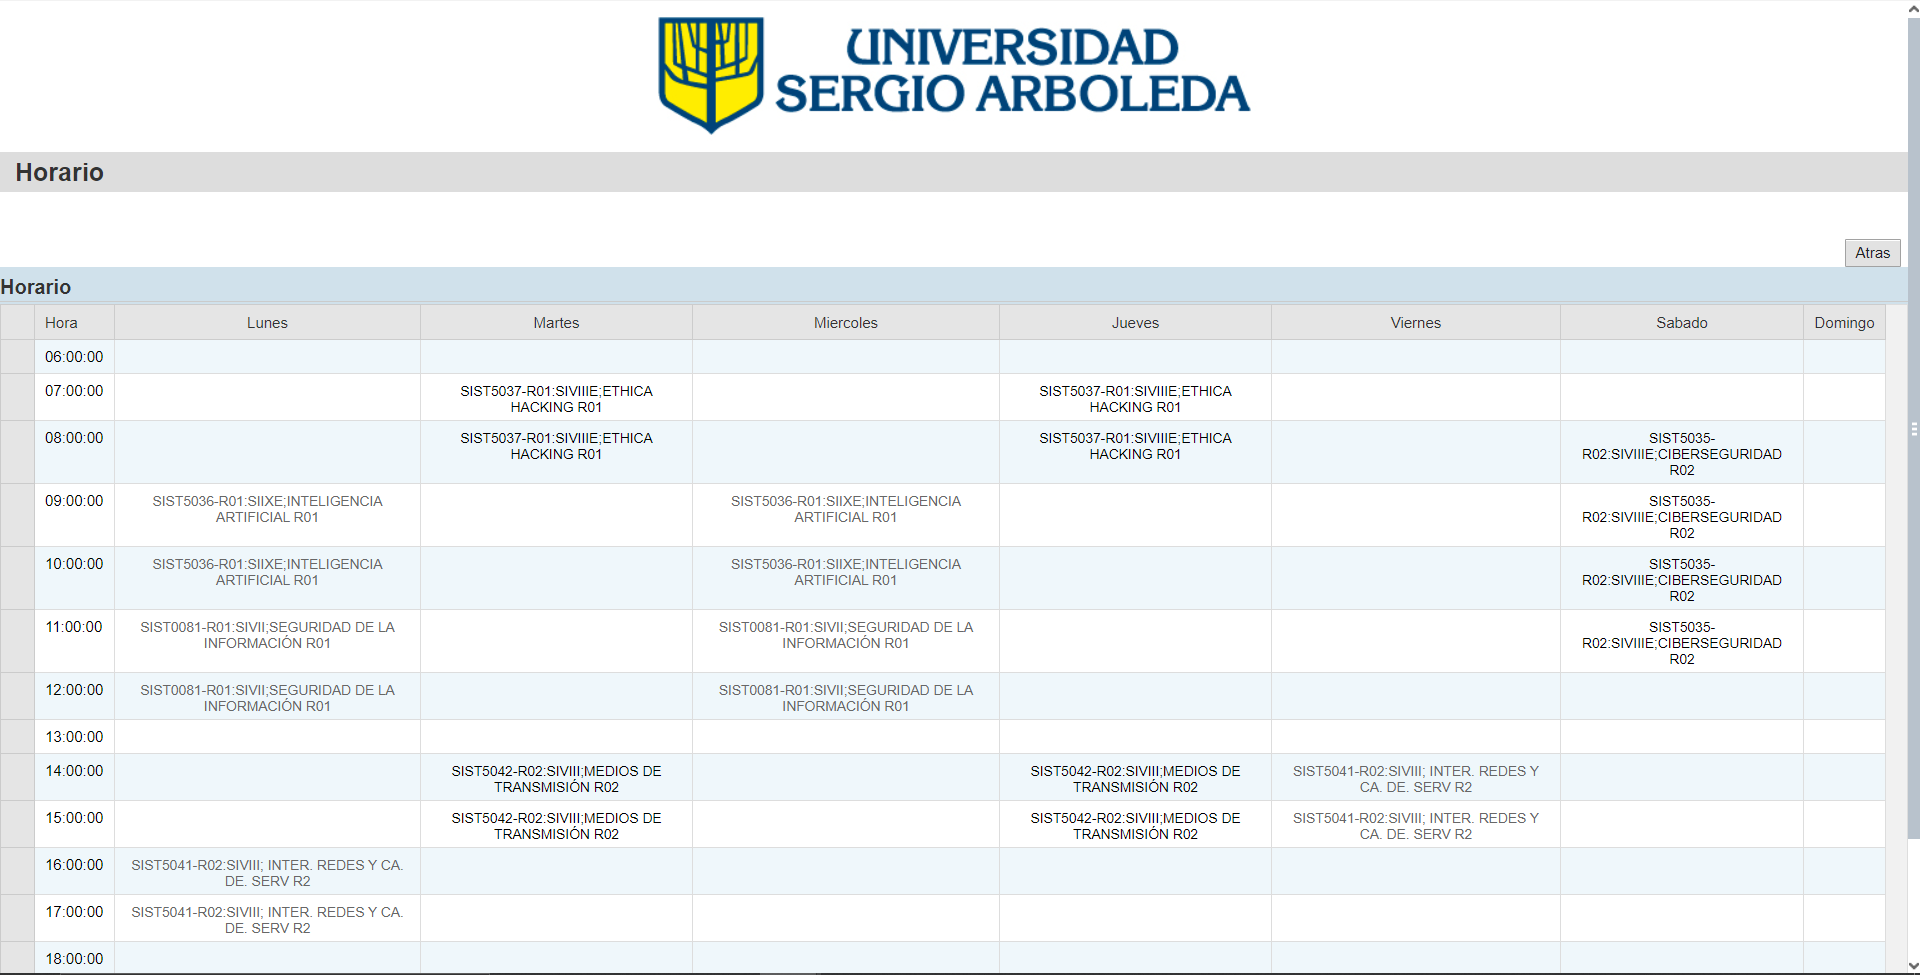 UNIVERSIDAD
SERGIO ARBOLEDA
Horario
Atras
Horario
Hora Lunes Martes Miercoles Jueves Viernes Sabado Domingo
06:00:00
07:00:00 SIST5037-R01:SIVIIIE;ETHICA SIST5037-R01:SIVIIIE;ETHICA
HACKING R01 HACKING R01
08:00:00 SIST5037-R01:SIVIIIE;ETHICA SIST5037-R01:SIVIIIE;ETHICA SIST5035-
HACKING R01 HACKING R01 R02:SIVIIIE;CIBERSEGURIDAD
R02
09:00:00 SIST5036-R01:SIIXE;INTELIGENCIA SIST5036-R01:SIIXE;INTELIGENCIA SIST5035-
ARTIFICIAL R01 ARTIFICIAL R01 R02:SIVIIIE;CIBERSEGURIDAD
R02
10:00:00 SIST5036-R01:SIIXE;INTELIGENCIA SIST5036-R01:SIIXE;INTELIGENCIA SIST5035-
ARTIFICIAL R01 ARTIFICIAL R01 R02:SIVIIIE;CIBERSEGURIDAD
R02
11:00:00 SIST0081-R01:SIVII;SEGURIDAD DE LA SIST0081-R01:SIVII;SEGURIDAD DE LA SIST5035-
INFORMACIÓN R01 INFORMACIÓN R01 R02:SIVIIIE;CIBERSEGURIDAD
R02
12:00:00 SIST0081-R01:SIVII;SEGURIDAD DE LA SIST0081-R01:SIVII;SEGURIDAD DE LA
INFORMACIÓN R01 INFORMACIÓN R01
13:00:00
14:00:00 SIST5042-R02:SIVIII;MEDIOS DE SIST5042-R02:SIVIII;MEDIOS DE SIST5041-R02:SIVIII; INTER. REDES Y
TRANSMISIÓN R02 TRANSMISIÓN R02 CA. DE. SERV R2
15:00:00 SIST5042-R02:SIVIII;MEDIOS DE SIST5042-R02:SIVIII;MEDIOS DE SIST5041-R02:SIVIII; INTER. REDES Y
TRANSMISIÓN R02 TRANSMISIÓN R02 CA. DE. SERV R2
16:00:00 SIST5041-R02:SIVIII; INTER. REDES Y CA.
DE. SERV R2
17:00:00 SIST5041-R02:SIVIII; INTER. REDES Y CA.
DE. SERV R2
18:00:00